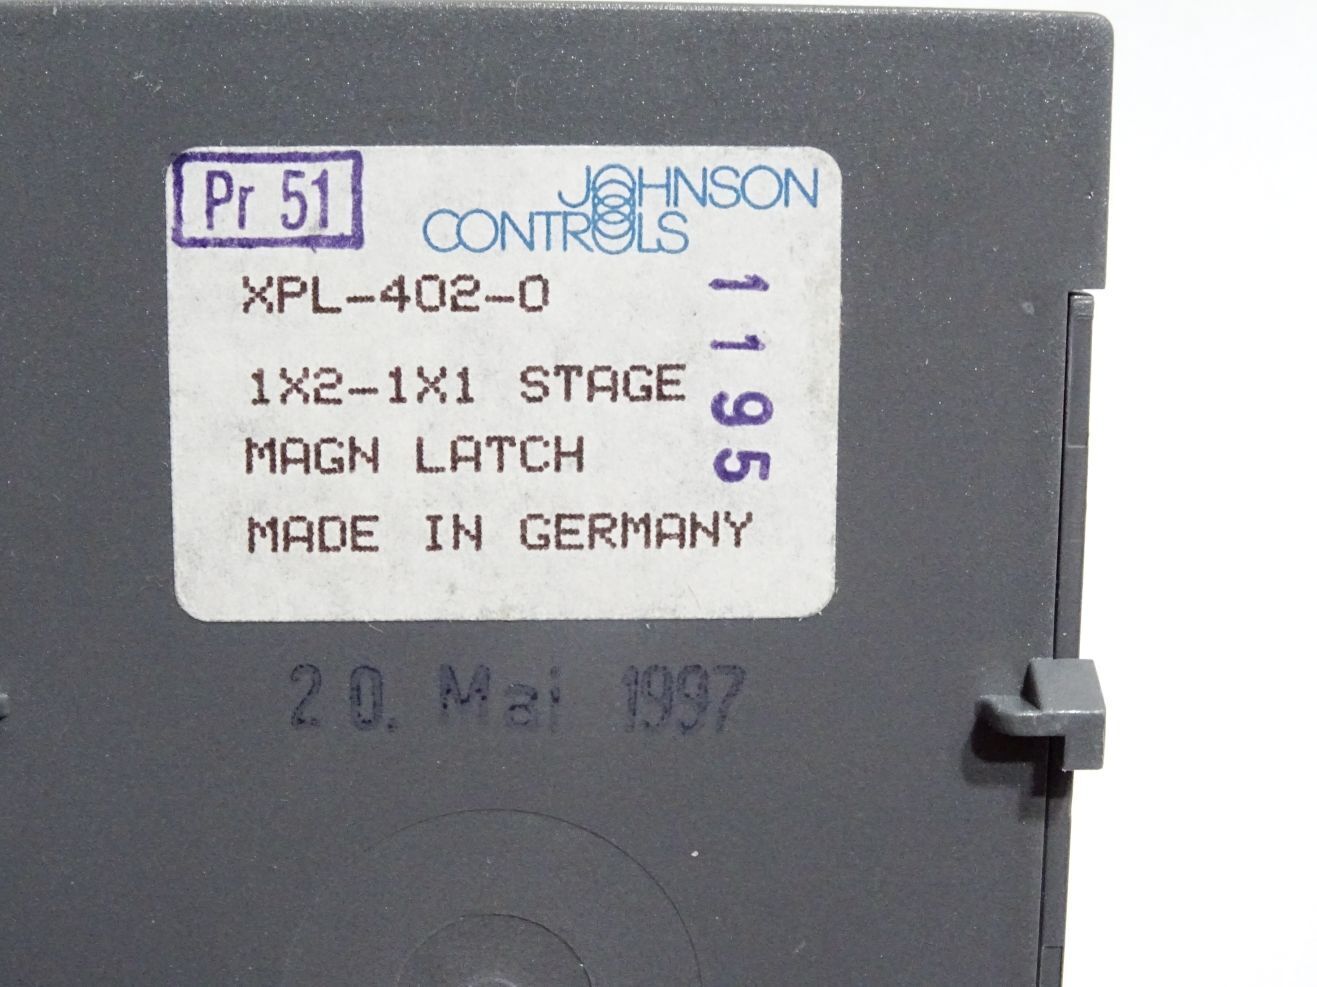 Pr 51
JOHNSON
CONTROLS
XPL-402-0
1X2-1X1 STAGE
MAGN LATCH
MADE IN GERMANY
1195
20. Mai 1997